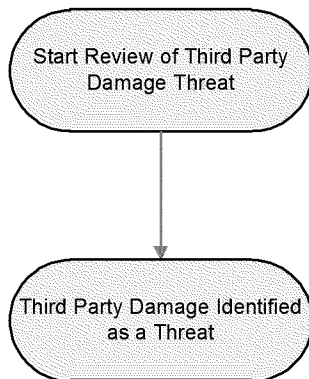 Start Review of Third Party
Damage Threat
Third Party Damage Identified
as a Threat